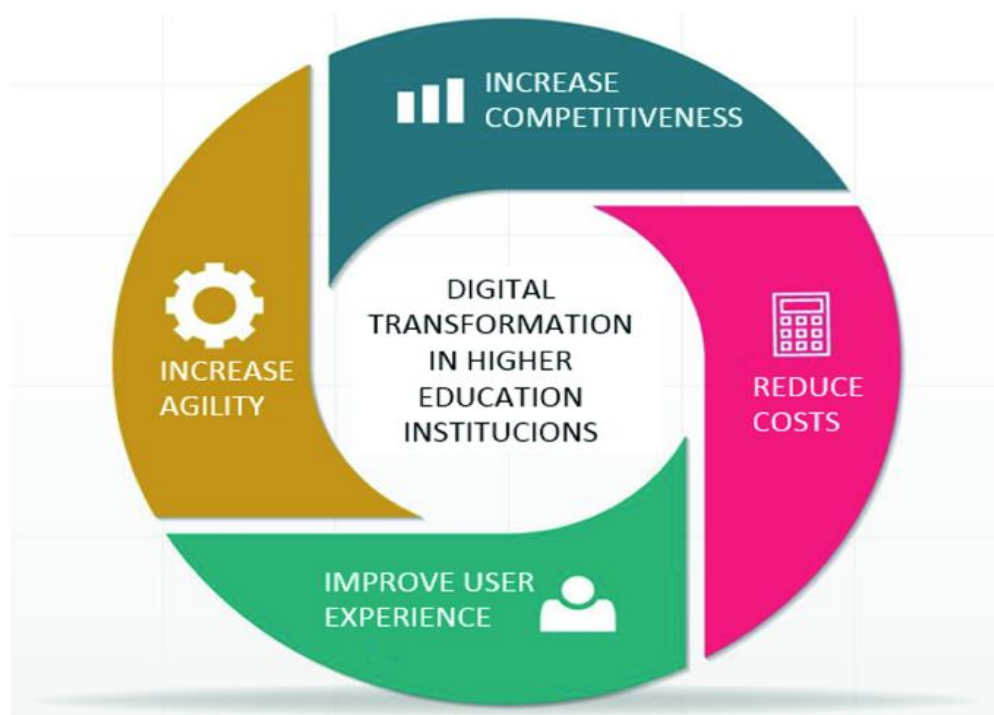 INCREASE
COMPETITIVENESS
DIGITAL
TRANSFORMATION
IN HIGHER
EDUCATION
INSTITUCIONS
INCREASE
AGILITY
REDUCE
COSTS
IMPROVE USER
EXPERIENCE